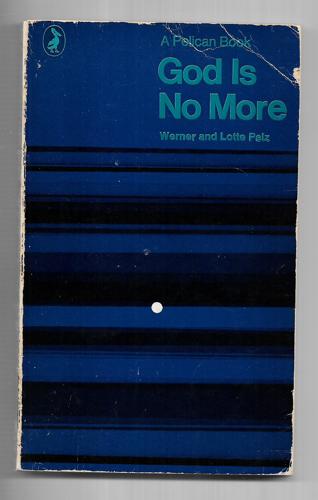 A Pelican Book
God Is
No More
Werner and Lotte Pelz